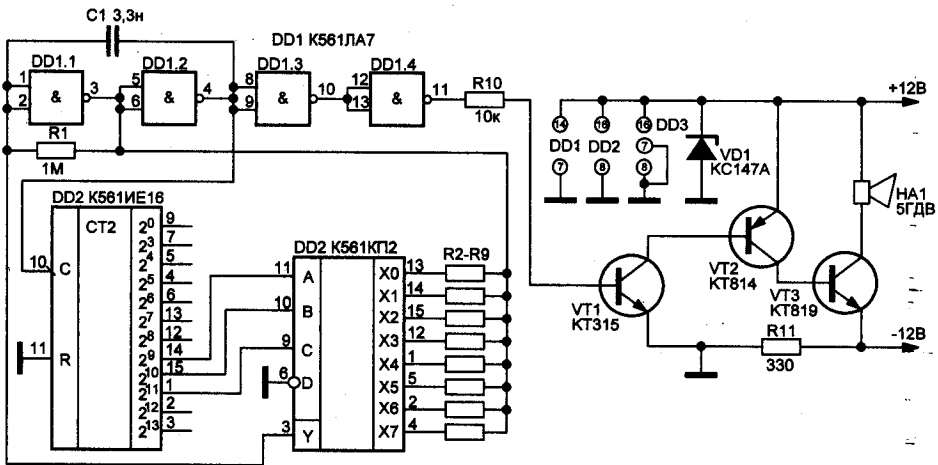 C1 3,3н
DD1 К561ЛА7
DD1.1
DD1.2
DD1.3
DD1.4
1
2
&
3
5
6
&
4
8
9
&
10
12
13
&
11
R10
10к
+12В
14
16
16
DD1
DD2
DD3
7
8
7
8
VD1
КС147А
R1
1М
НА1
5ГДВ
DD2 К561ИЕ16
СТ2
10
C
11
R
2⁰ 9
2³ 7
2⁴ 5
2⁵ 4
2⁶ 6
2⁷ 13
2⁸ 12
2⁹ 14
2¹⁰ 15
2¹¹ 1
2¹² 2
2¹³ 3
DD2 К561КП2
11 A
10 B
9 C
6 D
3 Y
X0 13
X1 14
X2 15
X3 12
X4 1
X5 5
X6 2
X7 4
R2-R9
VT1
КТ315
VT2
КТ814
VT3
КТ819
R11
330
-12В